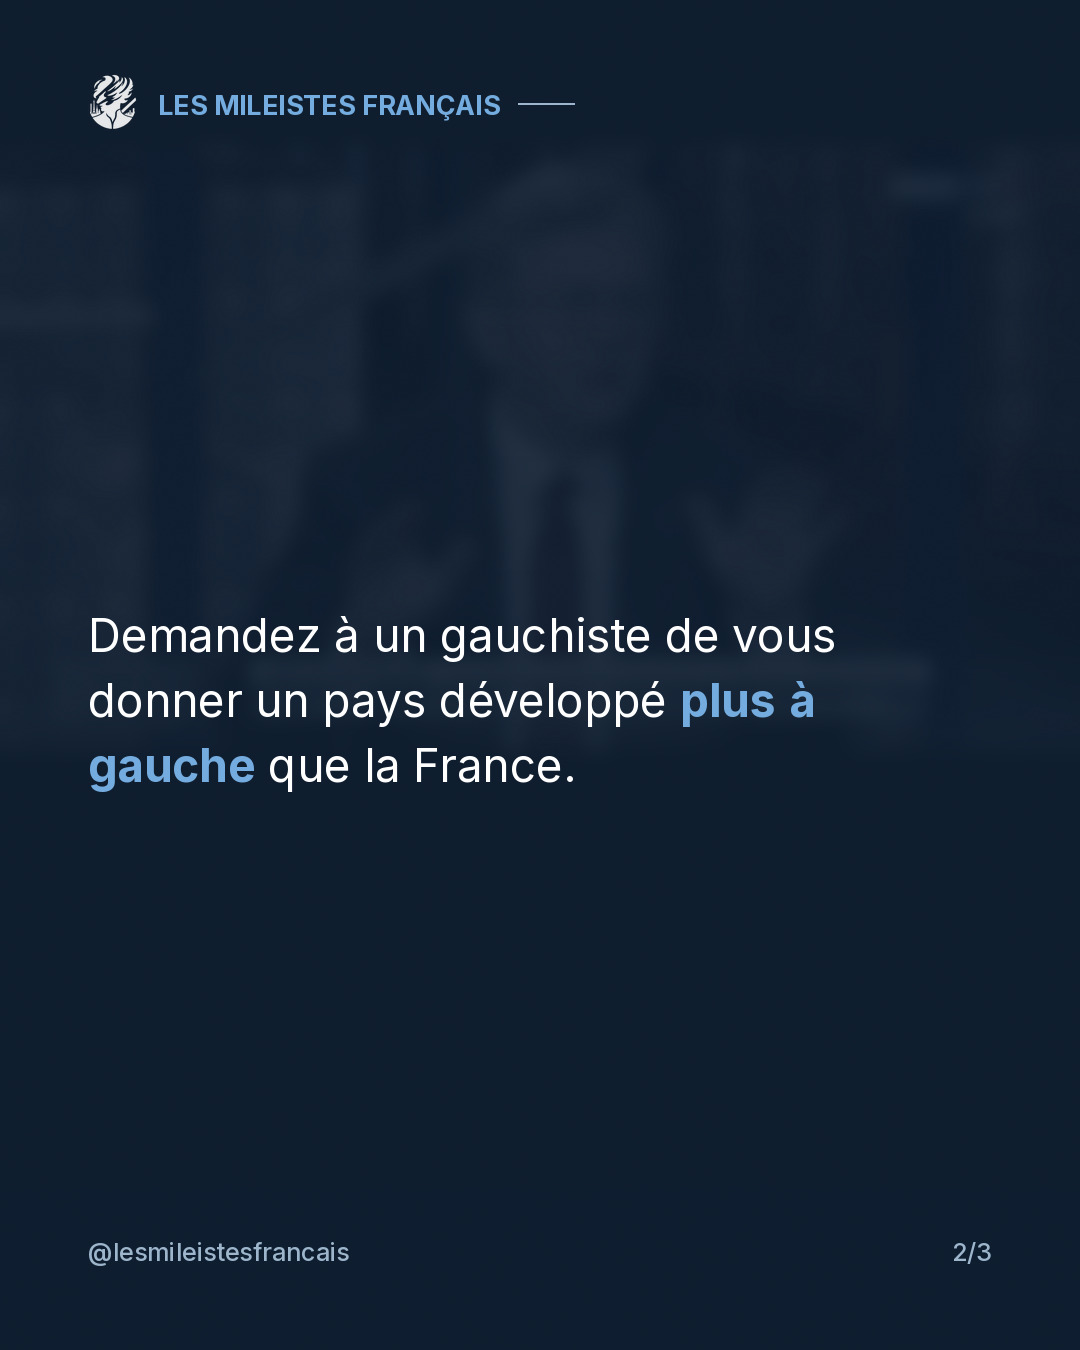 LES MILEISTES FRANÇAIS
Demandez à un gauchiste de vous
donner un pays développé plus à
gauche que la France.
@lesmileistesfrancais
2/3